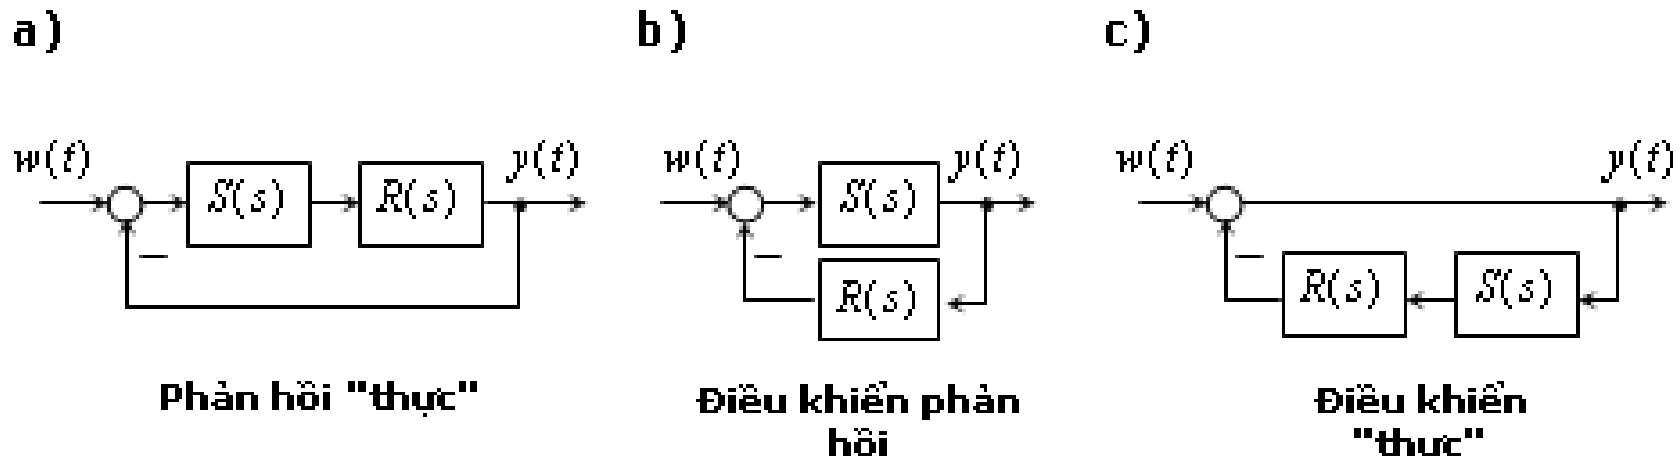 a)
b)
c)
w(t)
S(s)
R(s)
y(t)
w(t)
S(s)
y(t)
R(s)
w(t)
y(t)
R(s)
S(s)
Phản hồi "thực"
Điều khiển phản
hồi
Điều khiển
"thực"